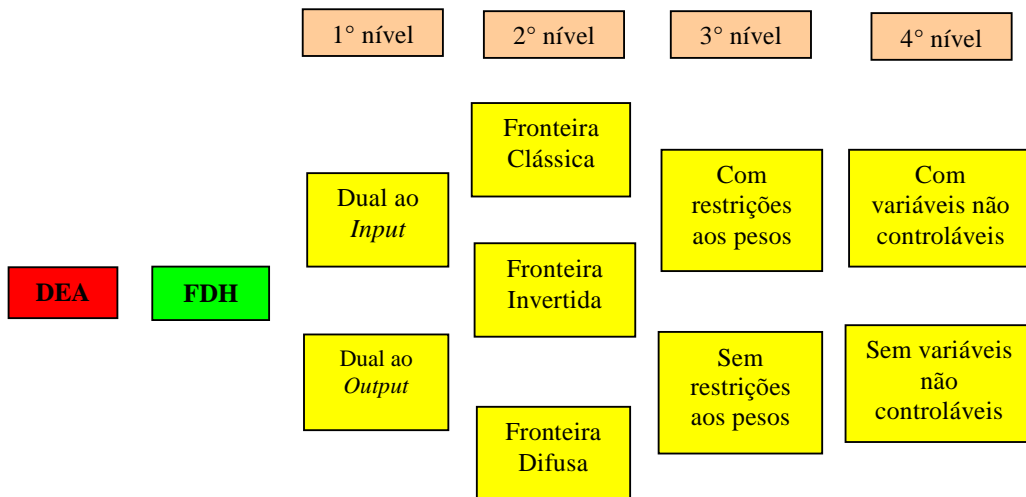 1° nível
2° nível
3° nível
4° nível
DEA
FDH
Dual ao
Input
Dual ao
Output
Fronteira
Clássica
Fronteira
Invertida
Fronteira
Difusa
Com
restrições
aos pesos
Sem
restrições
aos pesos
Com
variáveis não
controláveis
Sem variáveis
não
controláveis